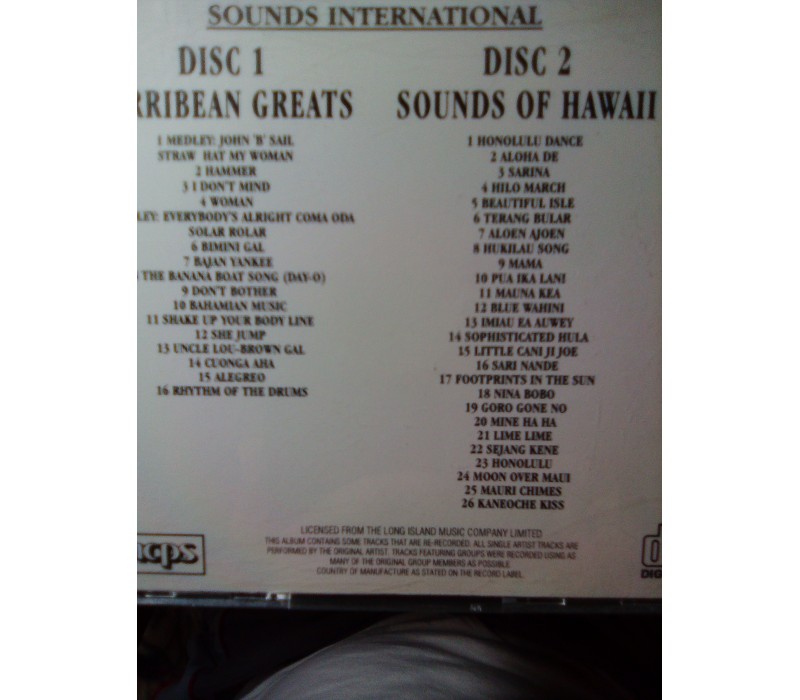 SOUNDS INTERNATIONAL
DISC 1
RRIBEAN GREATS
1 MEDLEY: JOHN 'B' SAIL
STRAW HAT MY WOMAN
2 HAMMER
3 I DON'T MIND
4 WOMAN
LEY: EVERYBODY'S ALRIGHT COMA ODA
SOLAR ROLAR
6 BIMINI GAL
7 BAJAN YANKEE
THE BANANA BOAT SONG (DAY-O)
9 DON'T BOTHER
10 BAHAMIAN MUSIC
11 SHAKE UP YOUR BODY LINE
12 SHE JUMP
13 UNCLE LOU-BROWN GAL
14 CUONGA AHA
15 ALEGREO
16 RHYTHM OF THE DRUMS
DISC 2
SOUNDS OF HAWAII
1 HONOLULU DANCE
2 ALOHA DE
3 SARINA
4 HILO MARCH
5 BEAUTIFUL ISLE
6 TERANG BULAR
7 ALOEN AJOEN
8 HUKILAU SONG
9 MAMA
10 PUA IKA LANI
11 MAUNA KEA
12 BLUE WAHINI
13 IMIAU EA AUWEY
14 SOPHISTICATED HULA
15 LITTLE CANI JI JOE
16 SARI NANDE
17 FOOTPRINTS IN THE SUN
18 NINA BOBO
19 GORO GONE NO
20 MINE HA HA
21 LIME LIME
22 SEJANG KENE
23 HONOLULU
24 MOON OVER MAUI
25 MAURI CHIMES
26 KANEOCHE KISS
LICENSED FROM THE LONG ISLAND MUSIC COMPANY LIMITED
THIS ALBUM CONTAINS SOME TRACKS THAT ARE RE-RECORDED. ALL SINGLE ARTIST TRACKS ARE
PERFORMED BY THE ORIGINAL ARTIST. TRACKS FEATURING GROUPS WERE RECORDED USING AS
MANY OF THE ORIGINAL GROUP MEMBERS AS POSSIBLE.
COUNTRY OF MANUFACTURE AS STATED ON THE RECORD LABEL.
mcps
DIG